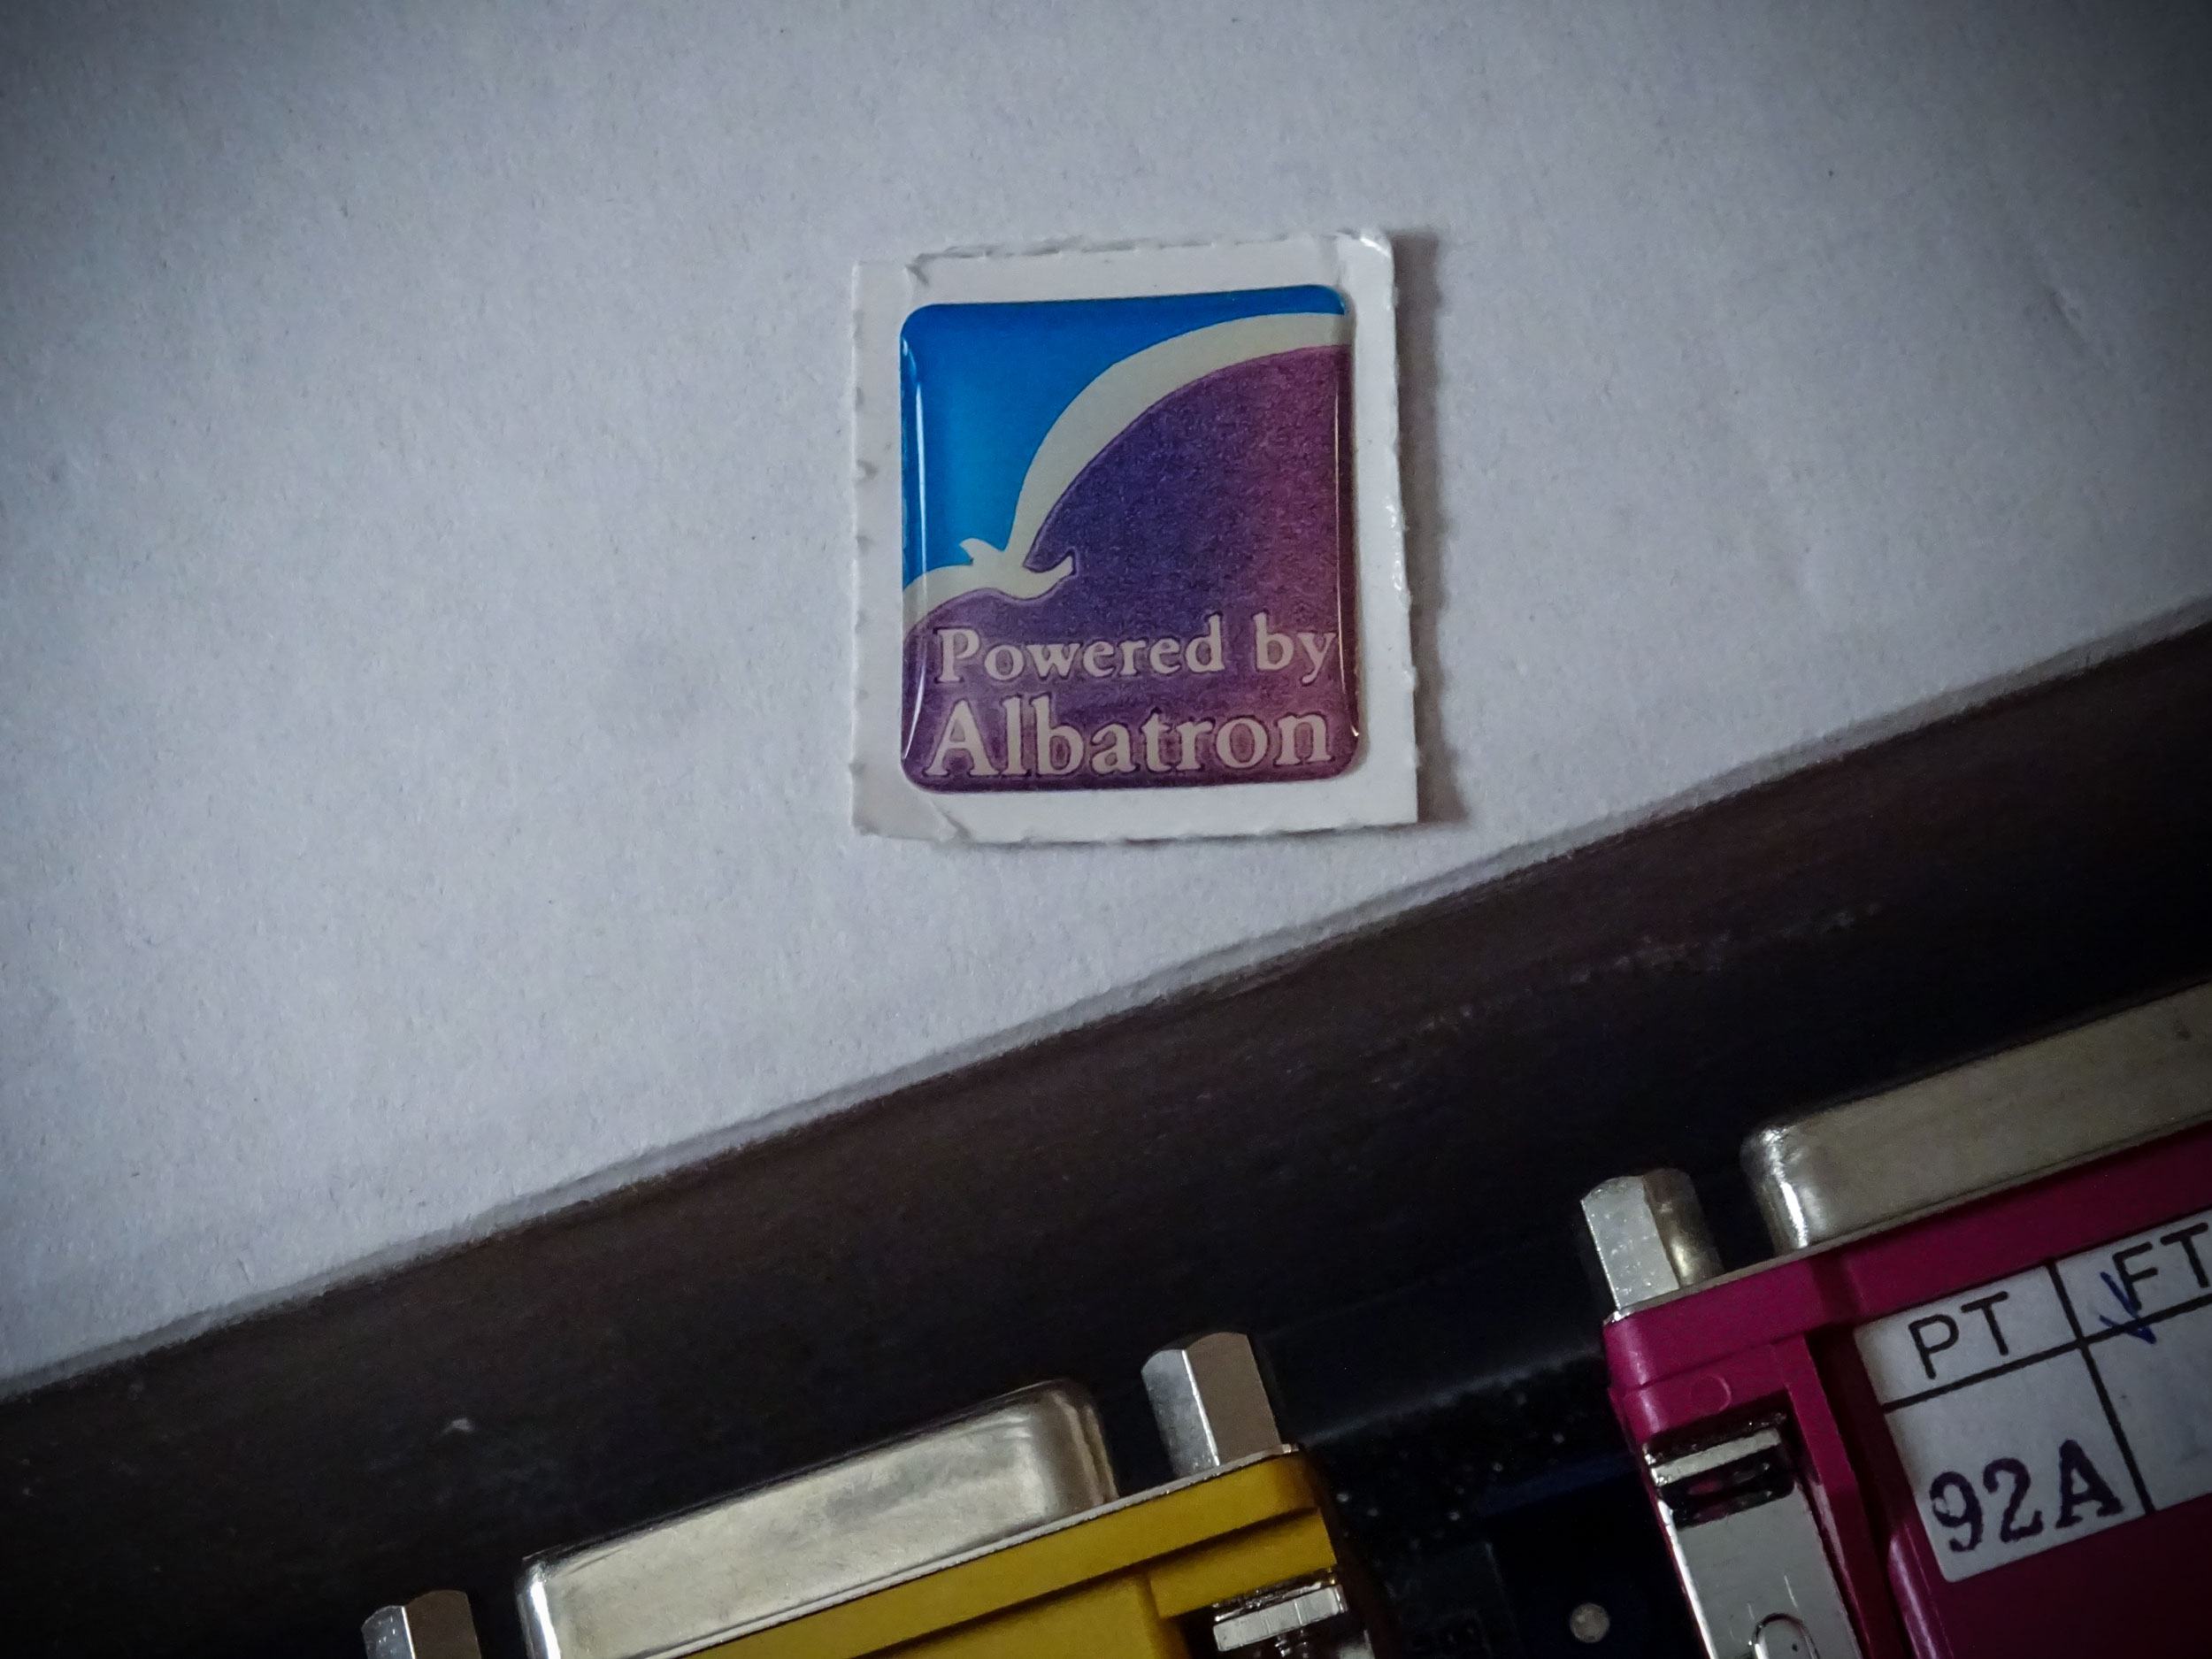 Powered by
Albatron
PT FT
92A